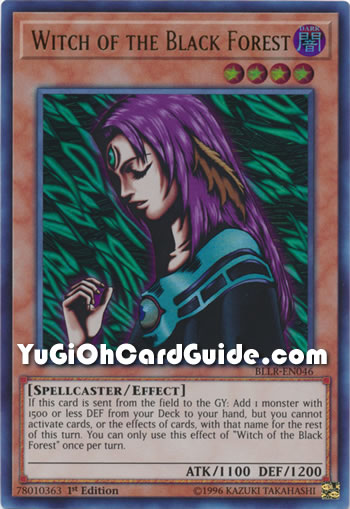 WITCH OF THE BLACK FOREST
DARK
闇
YuGiOhCardGuide.com
BLLR-EN046
[SPELLCASTER/EFFECT]
If this card is sent from the field to the GY: Add 1 monster with
1500 or less DEF from your Deck to your hand, but you cannot
activate cards, or the effects of cards, with that name for the rest
of this turn. You can only use this effect of "Witch of the Black
Forest" once per turn.
ATK/1100 DEF/1200
78010363 1st Edition ©1996 KAZUKI TAKAHASHI